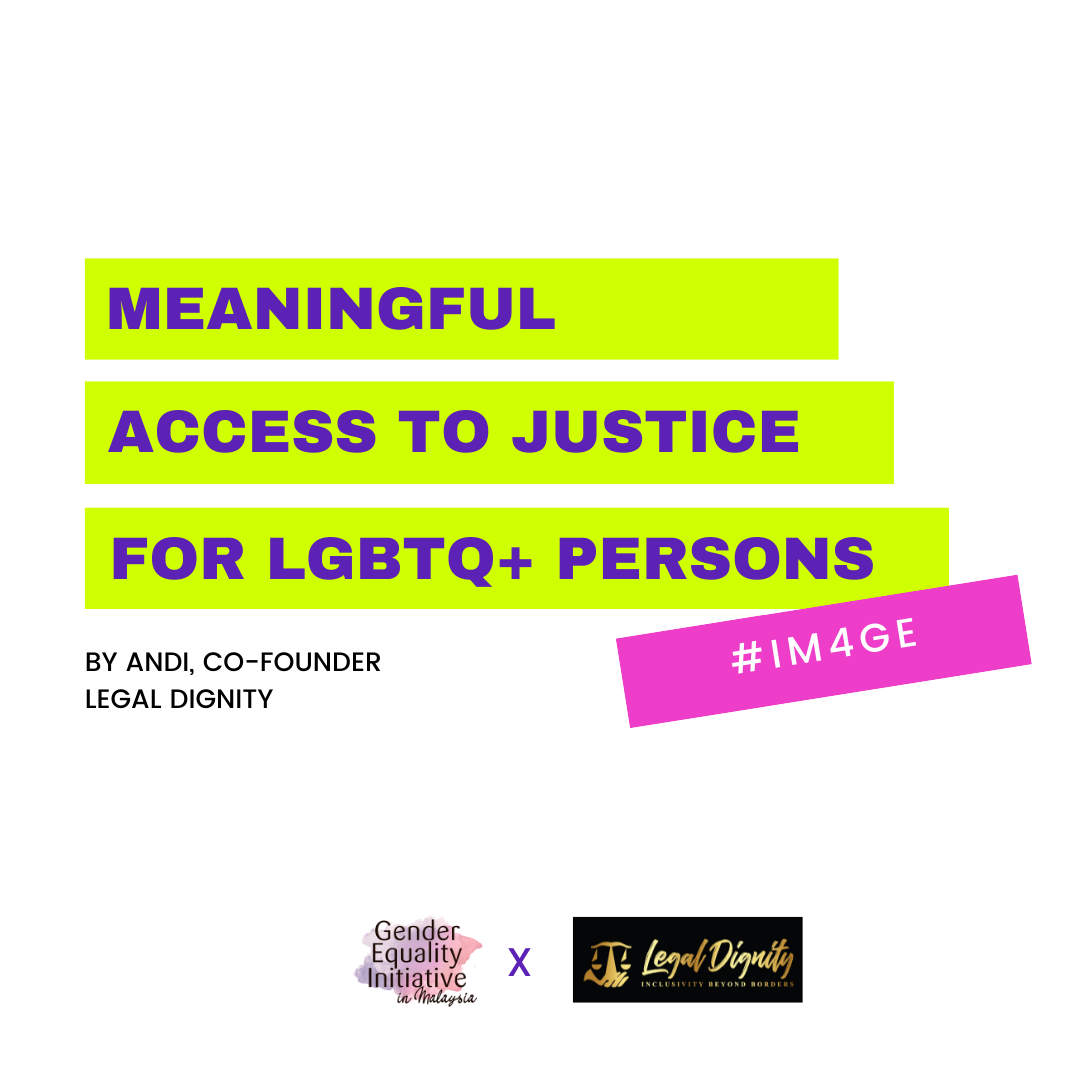 MEANINGFUL
ACCESS TO JUSTICE
FOR LGBTQ+ PERSONS
#IM4GE
BY ANDI, CO-FOUNDER
LEGAL DIGNITY
Gender
Equality
Initiative
in Malaysia
X
Legal Dignity
INCLUSIVITY BEYOND BORDERS